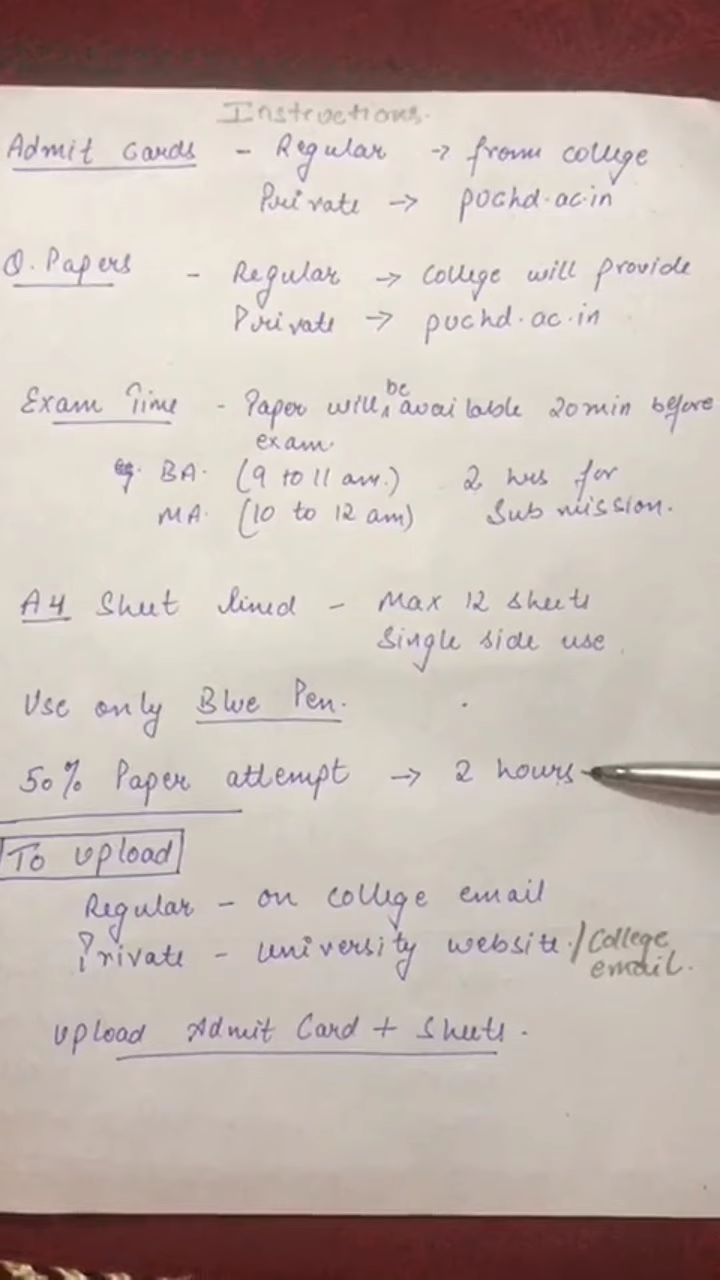 Instructions.
Admit Cards - Regular → from college
Private → puchd.ac.in
Q. Papers - Regular → College will provide
Private → puchd.ac.in
Exam Time - Paper will be available 20 min before
exam.
eg. BA. (9 to 11 am.) 2 hrs for
MA. (10 to 12 am) Submission.
A4 Sheet lined - Max 12 sheets
Single side use.
Use only Blue Pen.
50% Paper attempt → 2 hours
To upload
Regular - on college email
Private - University website./College
email.
Upload Admit Card + Sheets.